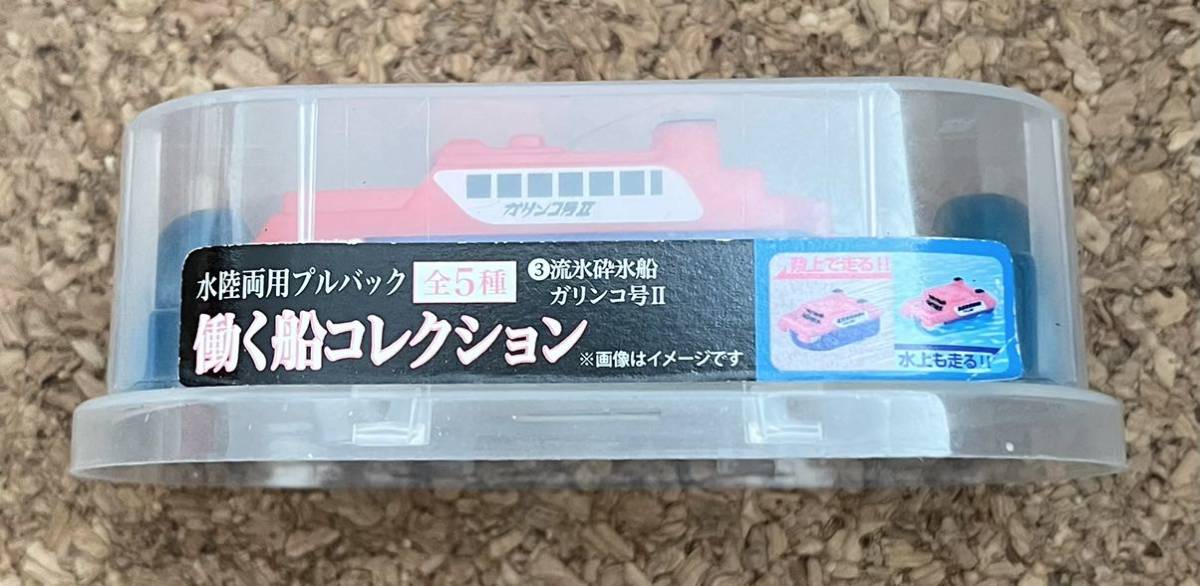 ガリンコ号II
水陸両用プルバック 全5種
❸流氷砕氷船
ガリンコ号II
働く船コレクション
※画像はイメージです
陸上で走る!!
水上も走る!!